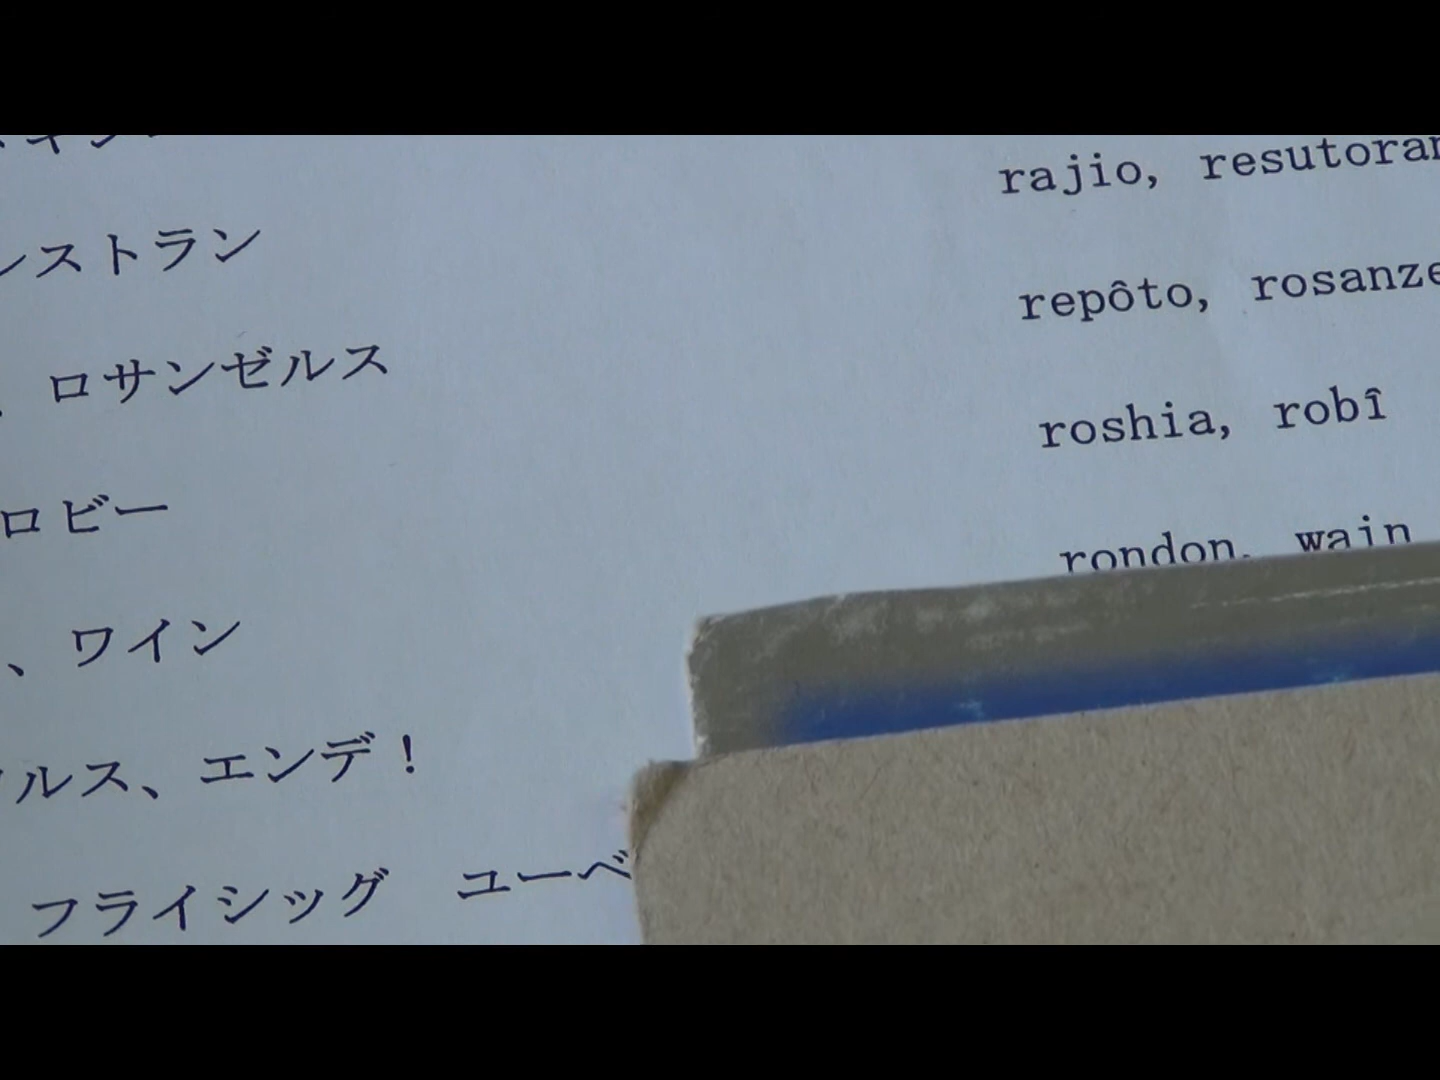 rajio, resutoran
レストラン
repôto, rosanze
、ロサンゼルス
roshia, robî
ロビー
rondon, wain
、ワイン
ルス、エンデ！
フライシッグ　ユーベ